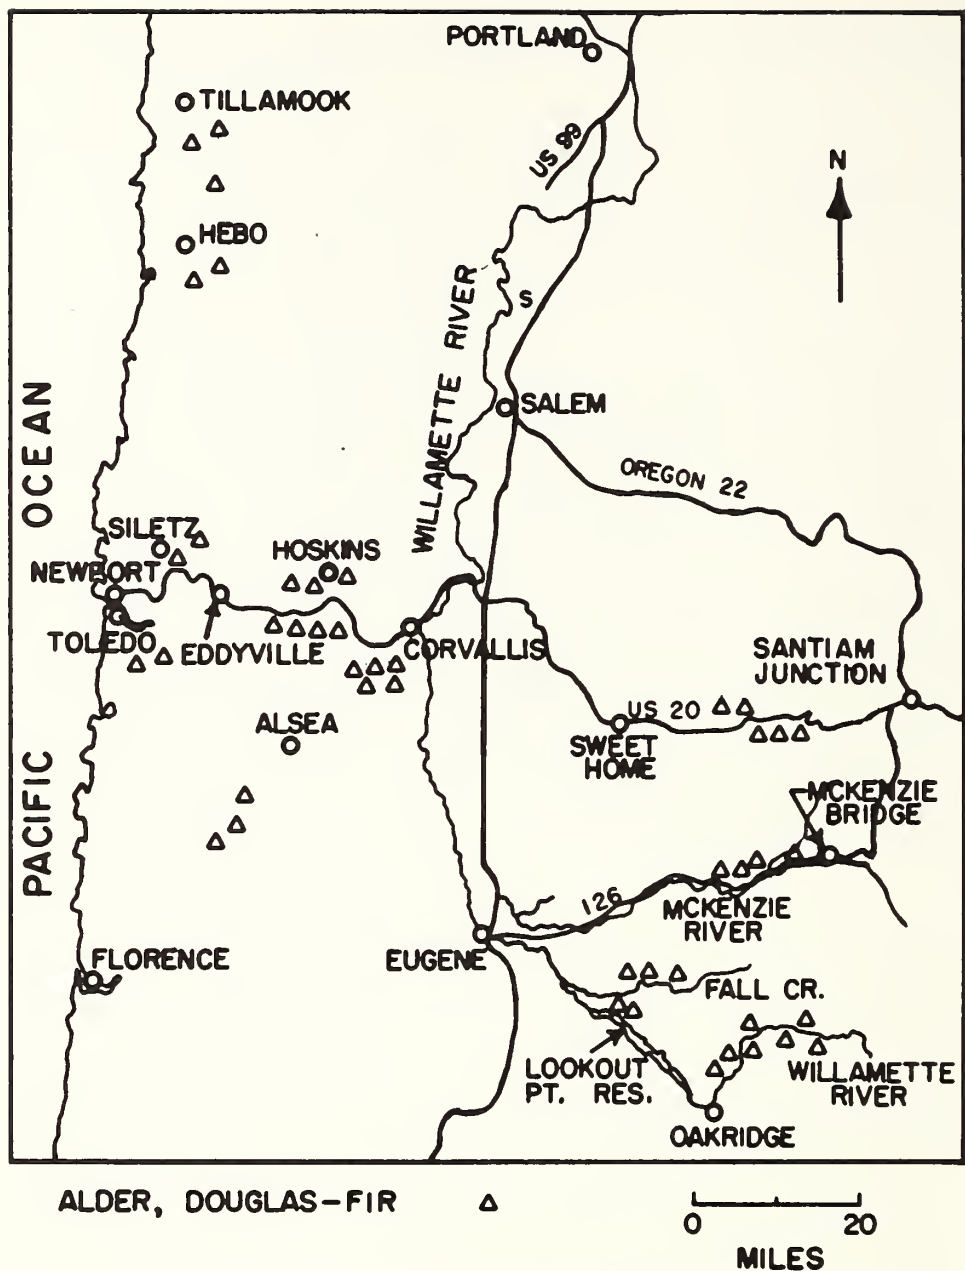 PORTLAND
TILLAMOOK
US 99
N
HEBO
WILLAMETTE RIVER
S
SALEM
OREGON 22
PACIFIC OCEAN
SILETZ
HOSKINS
NEWPORT
TOLEDO
EDDYVILLE
CORVALLIS
SANTIAM
JUNCTION
ALSEA
US 20
SWEET
HOME
MCKENZIE
BRIDGE
126
MCKENZIE
RIVER
FLORENCE
EUGENE
FALL CR.
LOOKOUT
PT. RES.
WILLAMETTE
RIVER
OAKRIDGE
ALDER, DOUGLAS-FIR
0 20
MILES